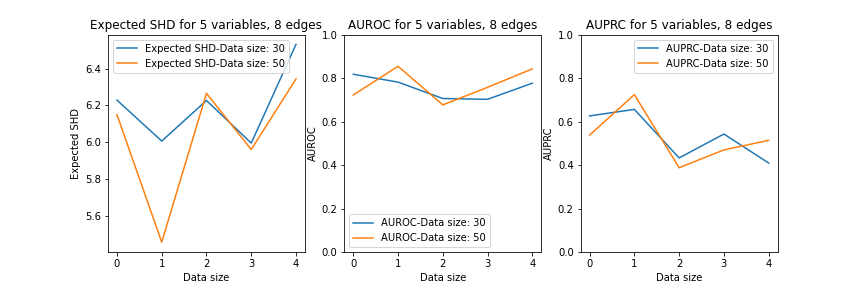 Expected SHD for 5 variables, 8 edges
Expected SHD-Data size: 30
Expected SHD-Data size: 50
Expected SHD
6.4
6.2
6.0
5.8
5.6
0 1 2 3 4
Data size
AUROC for 5 variables, 8 edges
AUROC
1.0
0.8
0.6
0.4
0.2
0.0
AUROC-Data size: 30
AUROC-Data size: 50
0 1 2 3 4
Data size
AUPRC for 5 variables, 8 edges
AUPRC-Data size: 30
AUPRC-Data size: 50
AUPRC
1.0
0.8
0.6
0.4
0.2
0.0
0 1 2 3 4
Data size